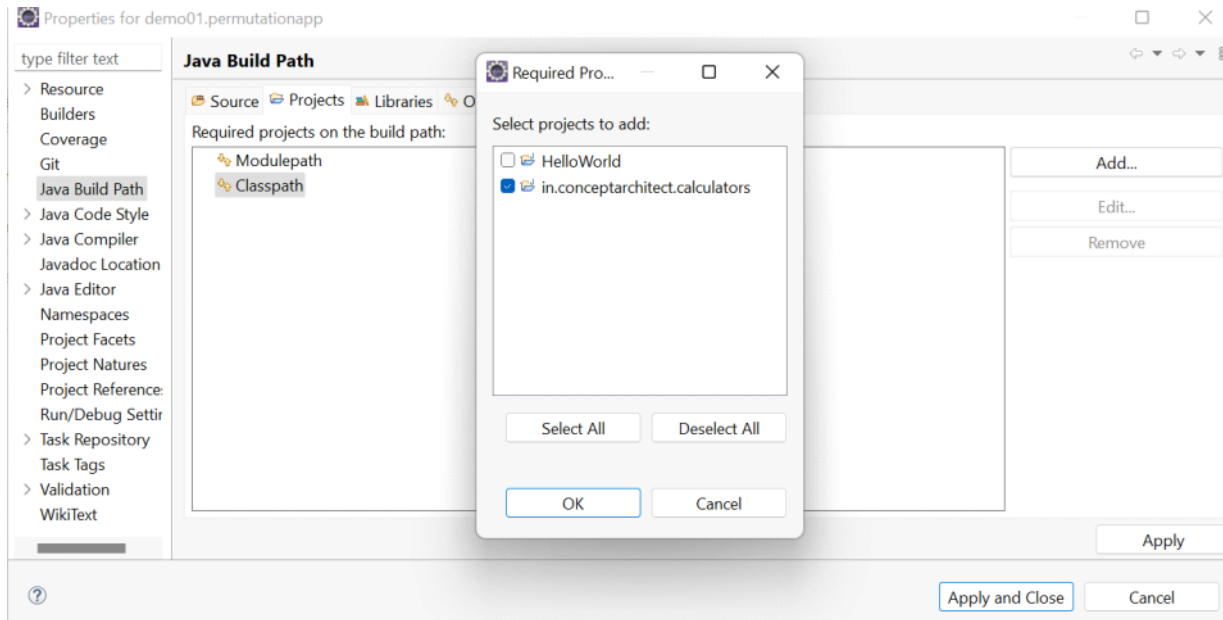 Properties for demo01.permutationapp
type filter text
Resource
Builders
Coverage
Git
Java Build Path
Java Code Style
Java Compiler
Javadoc Location
Java Editor
Namespaces
Project Facets
Project Natures
Project Reference
Run/Debug Settin
Task Repository
Task Tags
Validation
WikiText
Java Build Path
Source
Projects
Libraries
O
Required projects on the build path:
Modulepath
Classpath
Required Pro...
Select projects to add:
HelloWorld
in.conceptarchitect.calculators
Select All
Deselect All
OK
Cancel
Add...
Edit...
Remove
Apply
Apply and Close
Cancel